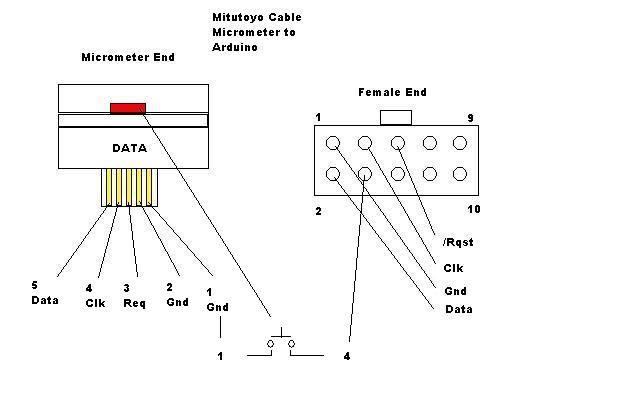 Mitutoyo Cable
Micrometer to
Arduino
Micrometer End
Female End
1 9
DATA
2 10
/Rqst
Clk
Gnd
Data
5 4 3 2 1
Data Clk Req Gnd Gnd
1 4